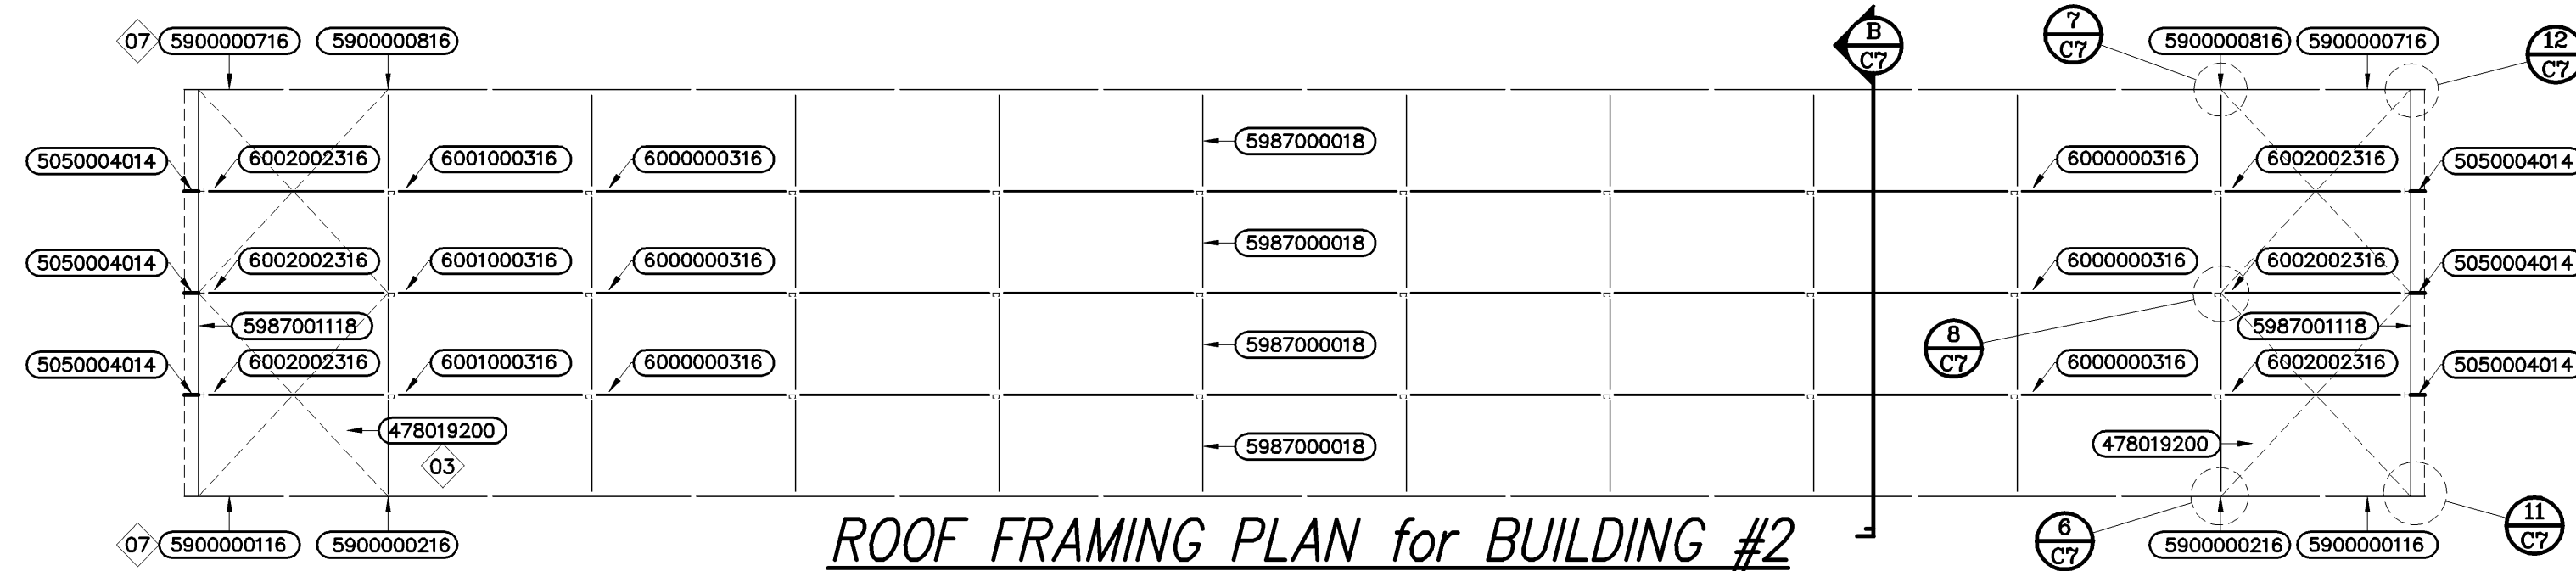 07 5900000716 5900000816 B C7 7 C7 5900000816 5900000716 12 C7
5050004014 6002002316 6001000316 6000000316 5987000018 6000000316 6002002316 5050004014
5050004014 6002002316 6001000316 6000000316 5987000018 6000000316 6002002316 5050004014
5987001118 5987000018 8 C7 5987001118
5050004014 6002002316 6001000316 6000000316 6000000316 6002002316 5050004014
478019200 5987000018 478019200
03
07 5900000116 5900000216 6 C7 5900000216 5900000116 11 C7
ROOF FRAMING PLAN for BUILDING #2